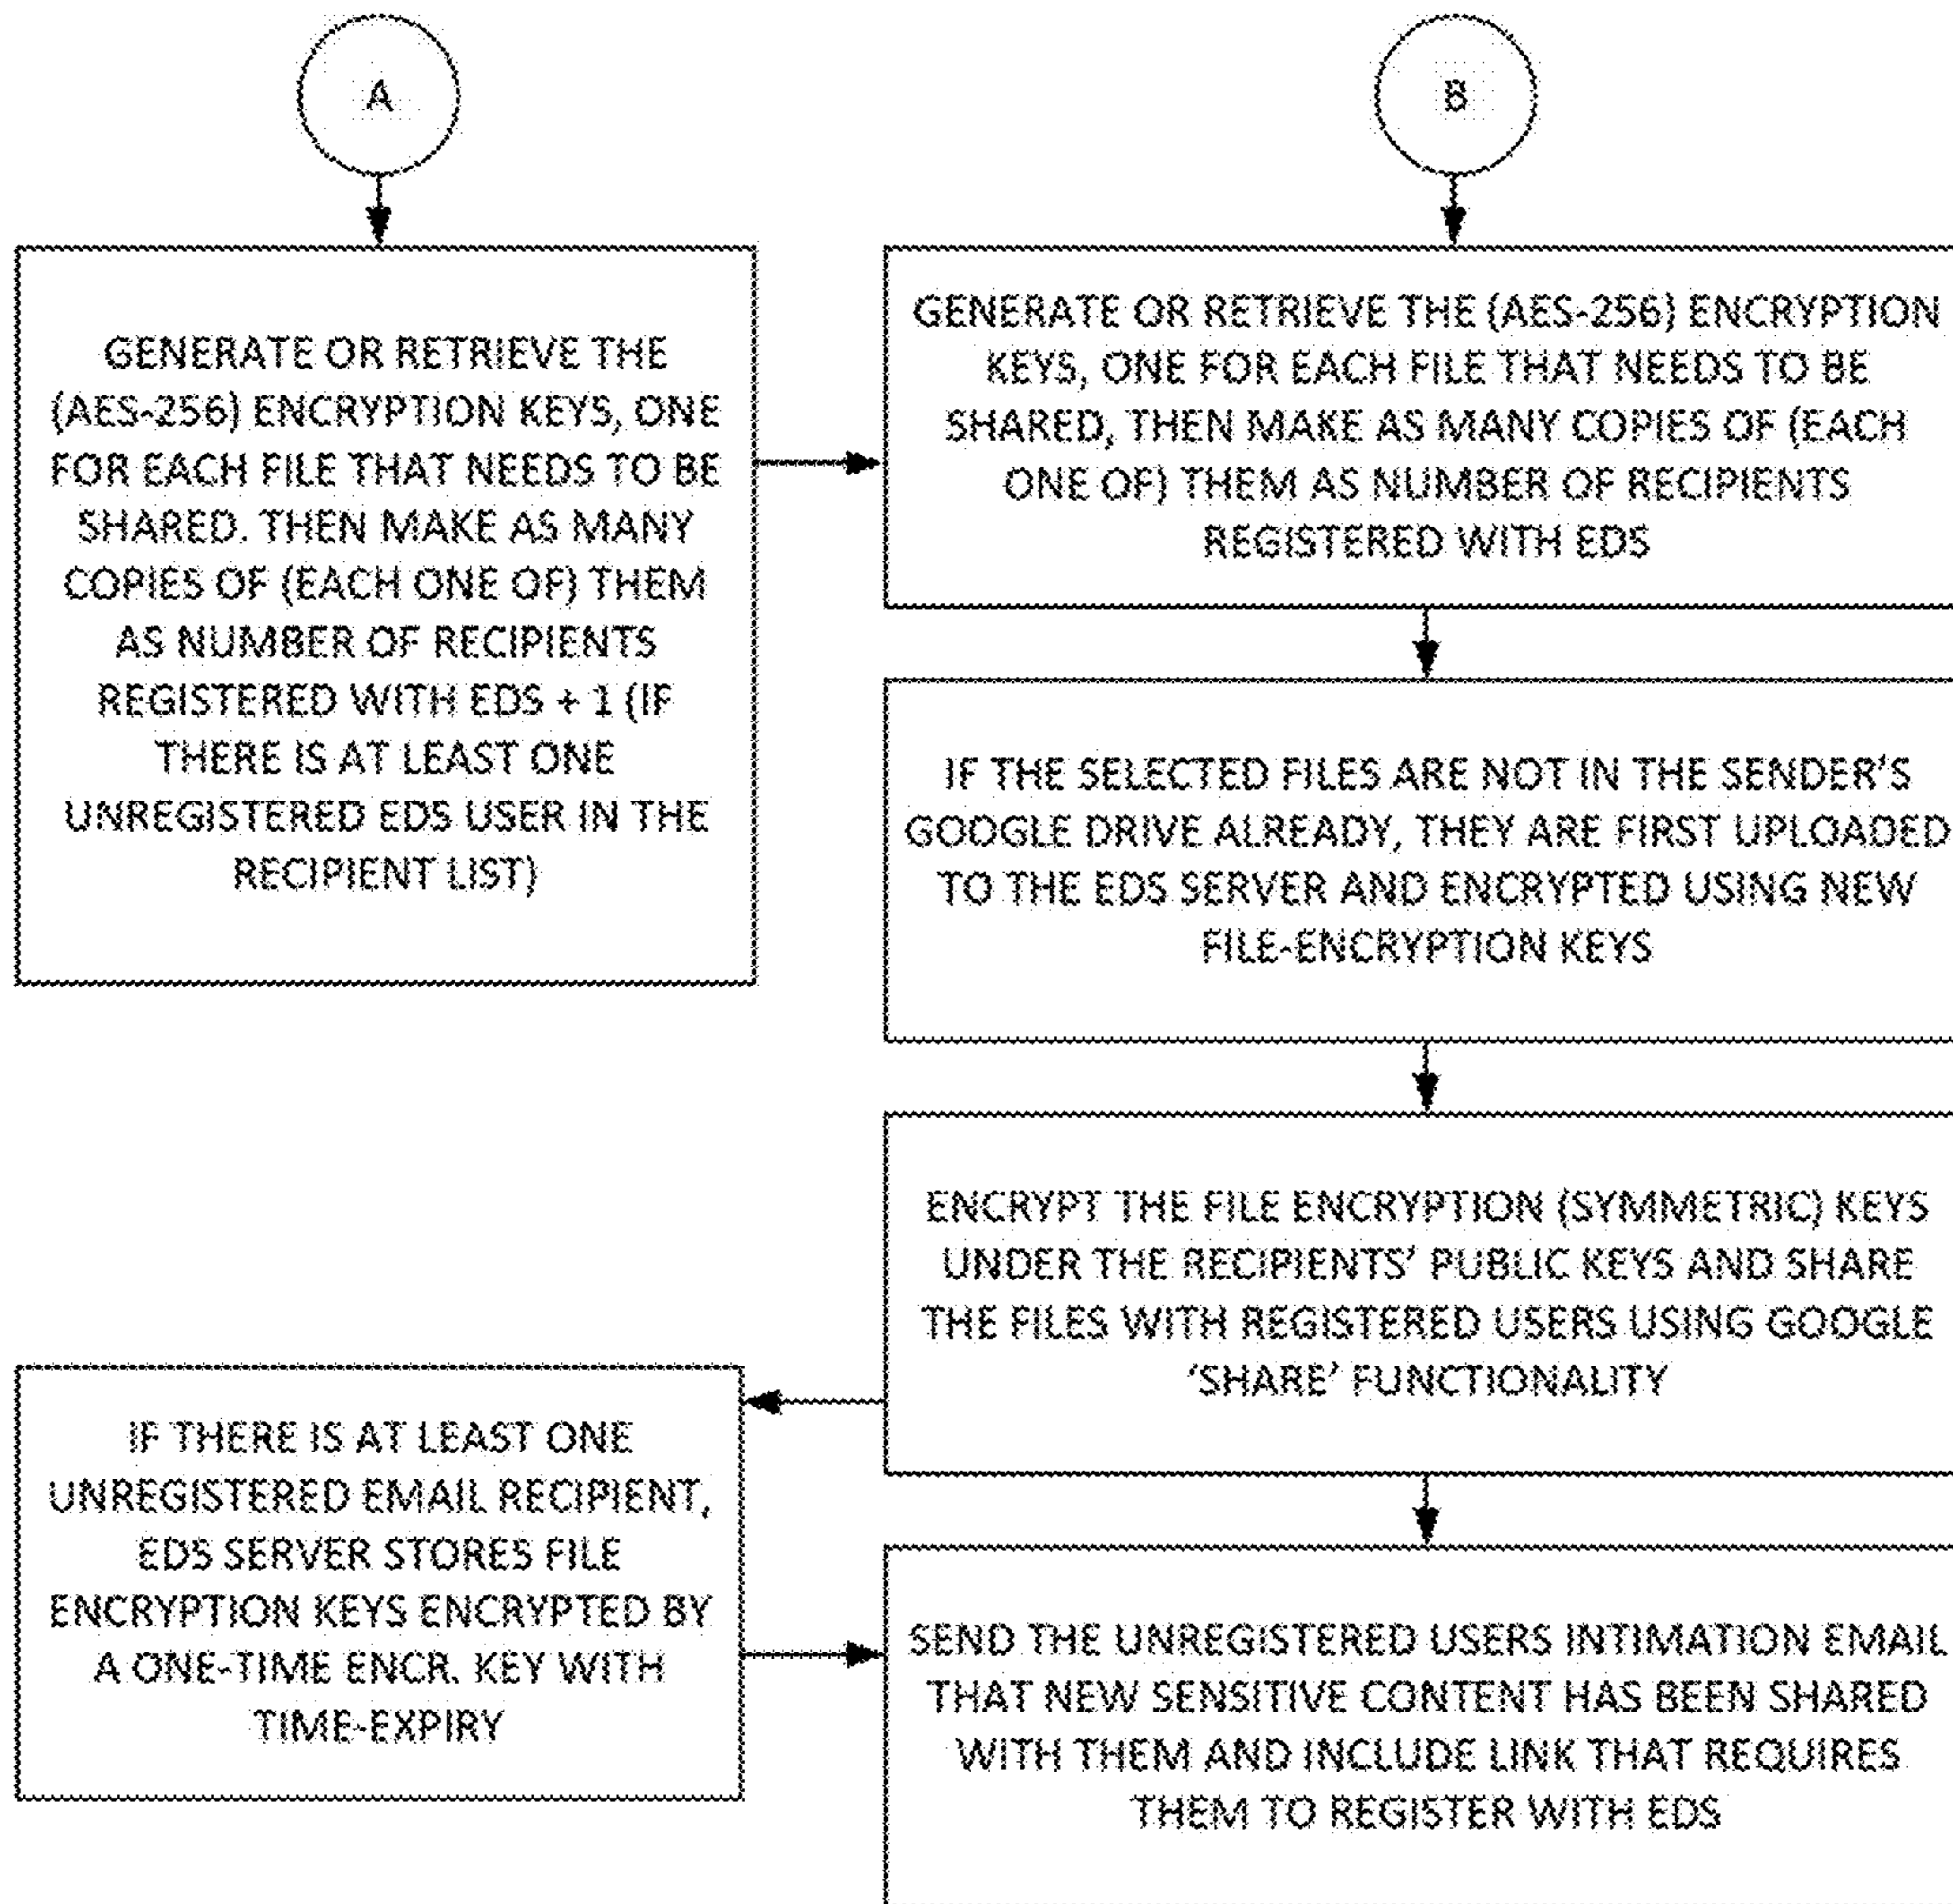 A
B
GENERATE OR RETRIEVE THE
(AES-256) ENCRYPTION KEYS, ONE
FOR EACH FILE THAT NEEDS TO BE
SHARED. THEN MAKE AS MANY
COPIES OF (EACH ONE OF) THEM
AS NUMBER OF RECIPIENTS
REGISTERED WITH EDS + 1 (IF
THERE IS AT LEAST ONE
UNREGISTERED EDS USER IN THE
RECIPIENT LIST)
GENERATE OR RETRIEVE THE (AES-256) ENCRYPTION
KEYS, ONE FOR EACH FILE THAT NEEDS TO BE
SHARED, THEN MAKE AS MANY COPIES OF (EACH
ONE OF) THEM AS NUMBER OF RECIPIENTS
REGISTERED WITH EDS
IF THE SELECTED FILES ARE NOT IN THE SENDER'S
GOOGLE DRIVE ALREADY, THEY ARE FIRST UPLOADED
TO THE EDS SERVER AND ENCRYPTED USING NEW
FILE-ENCRYPTION KEYS
ENCRYPT THE FILE ENCRYPTION (SYMMETRIC) KEYS
UNDER THE RECIPIENTS' PUBLIC KEYS AND SHARE
THE FILES WITH REGISTERED USERS USING GOOGLE
'SHARE' FUNCTIONALITY
IF THERE IS AT LEAST ONE
UNREGISTERED EMAIL RECIPIENT,
EDS SERVER STORES FILE
ENCRYPTION KEYS ENCRYPTED BY
A ONE-TIME ENCR. KEY WITH
TIME-EXPIRY
SEND THE UNREGISTERED USERS INTIMATION EMAIL
THAT NEW SENSITIVE CONTENT HAS BEEN SHARED
WITH THEM AND INCLUDE LINK THAT REQUIRES
THEM TO REGISTER WITH EDS